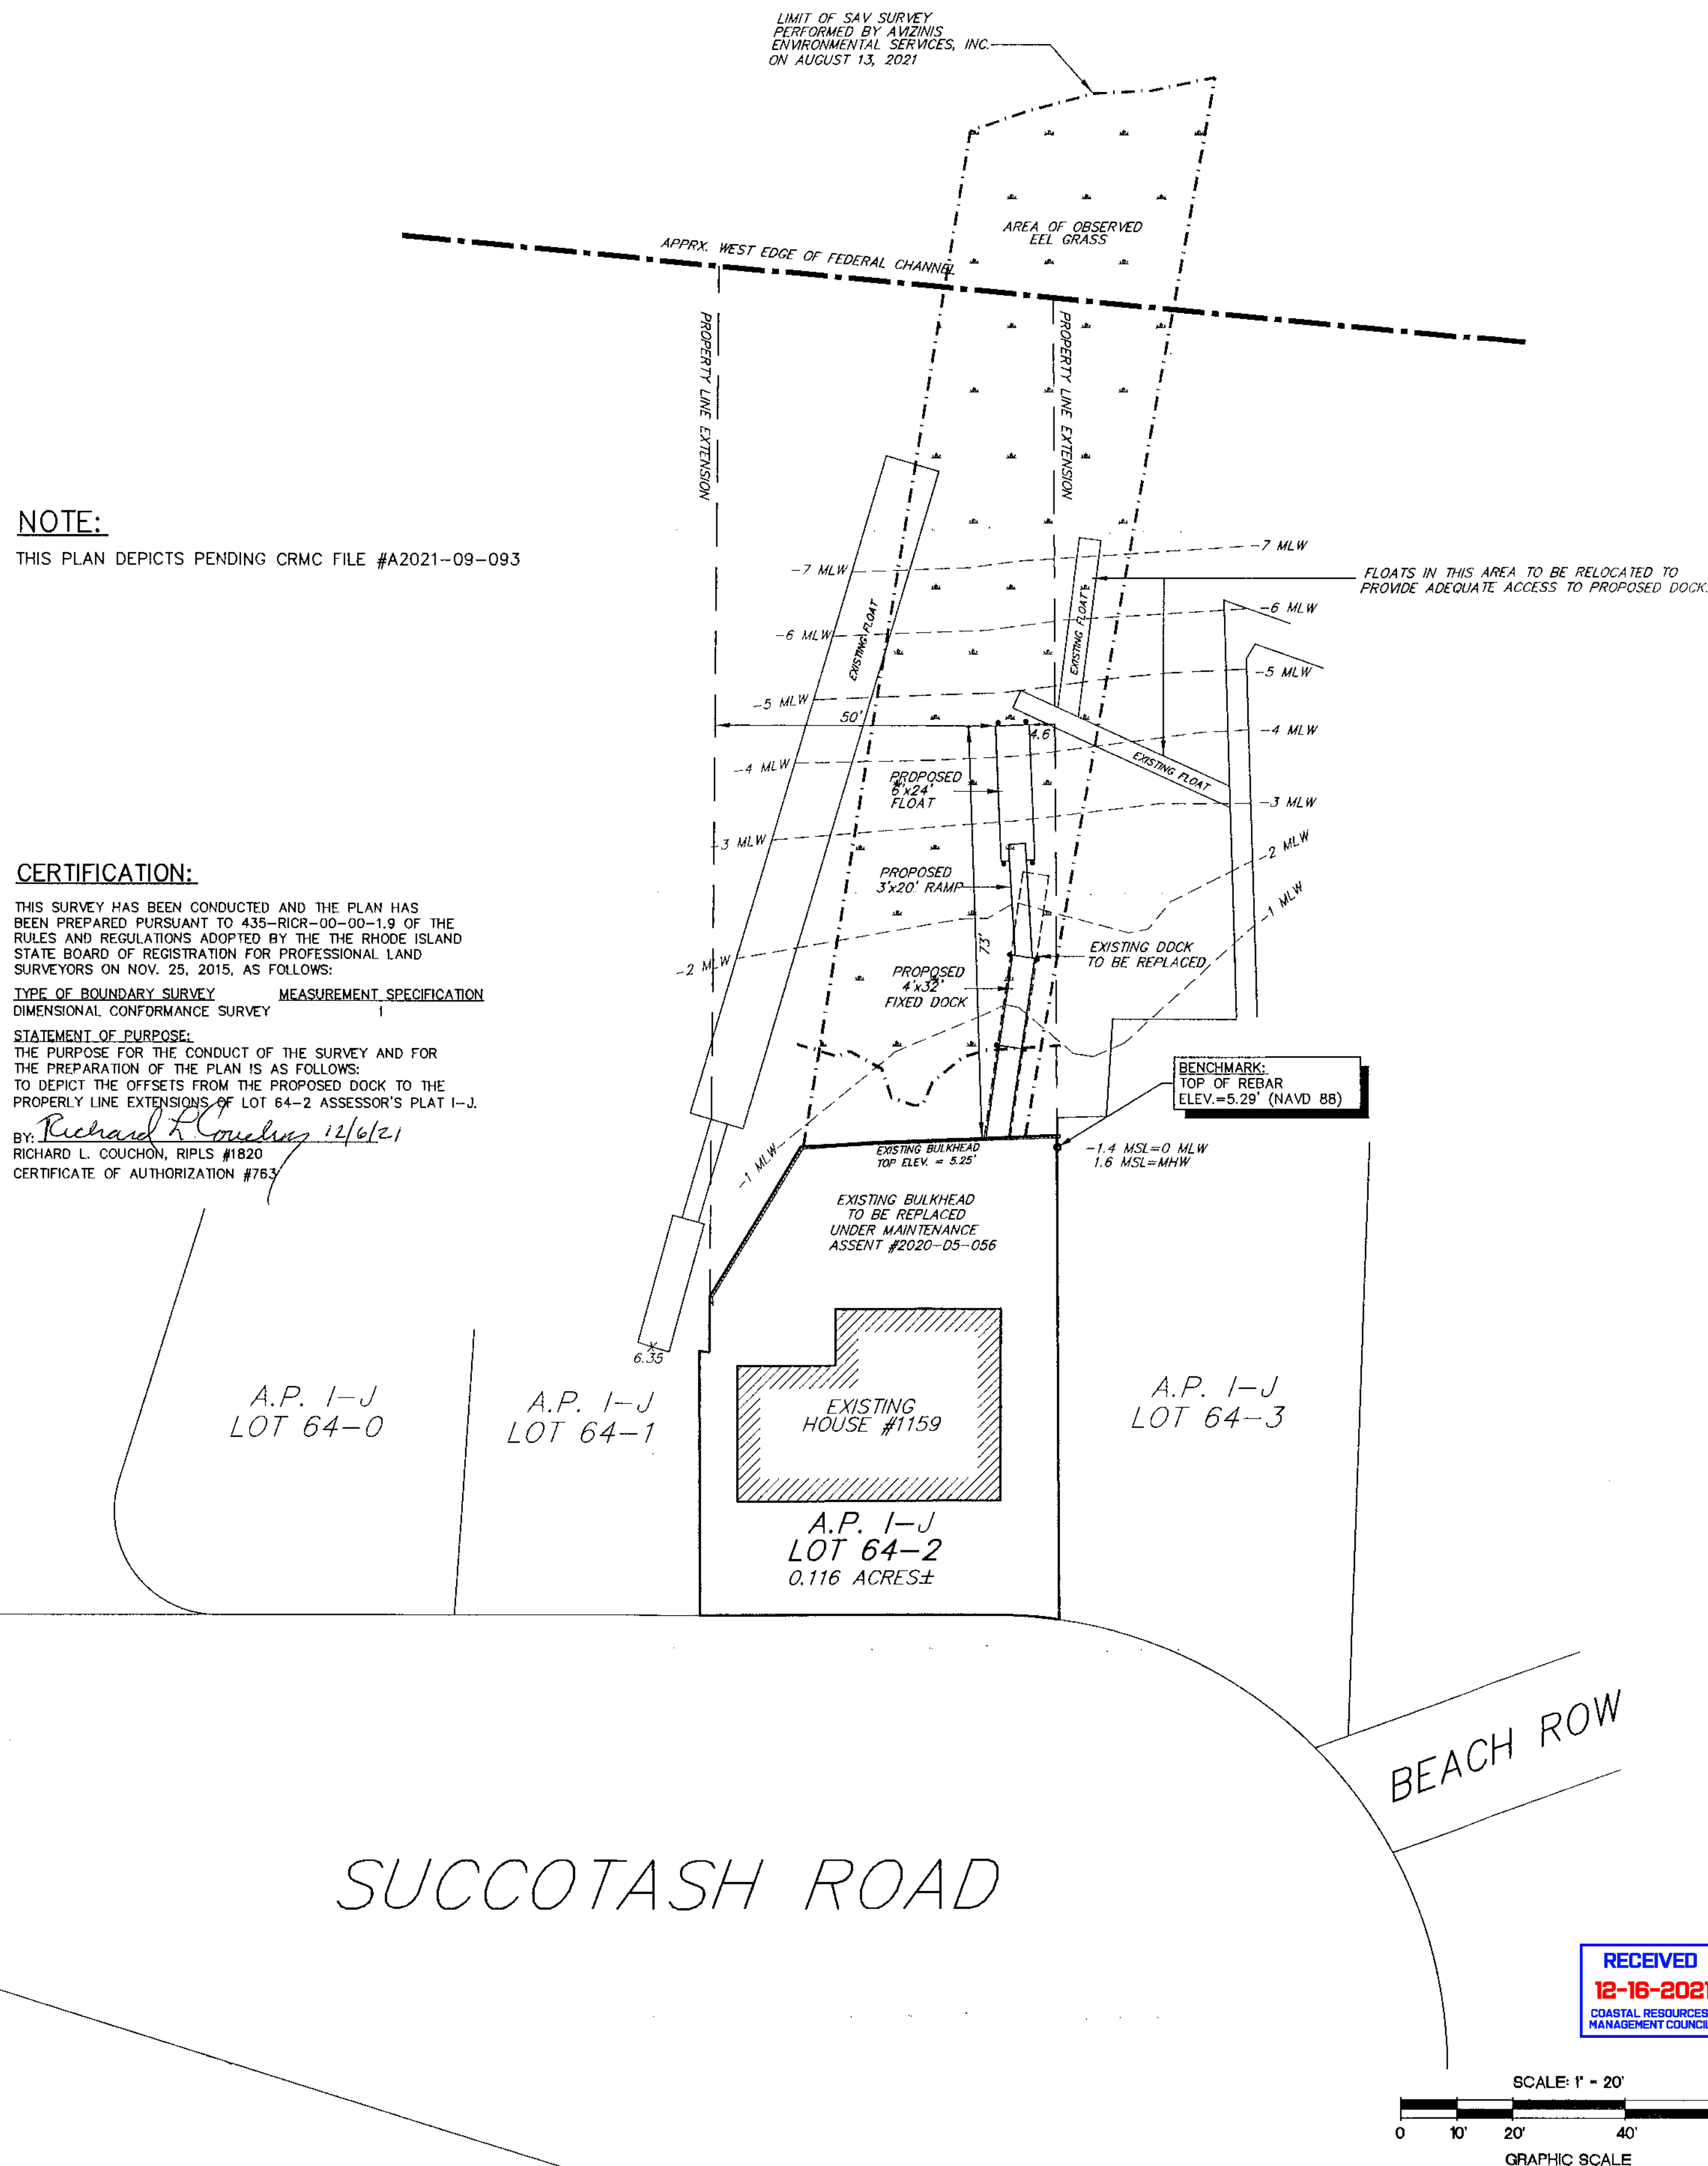 LIMIT OF SAV SURVEY
PERFORMED BY AVIZINIS
ENVIRONMENTAL SERVICES, INC.
ON AUGUST 13, 2021
AREA OF OBSERVED
EEL GRASS
APPRX. WEST EDGE OF FEDERAL CHANNEL
PROPERTY LINE EXTENSION
PROPERTY LINE EXTENSION
NOTE:
THIS PLAN DEPICTS PENDING CRMC FILE #A2021-09-093
-7 MLW
-7 MLW
FLOATS IN THIS AREA TO BE RELOCATED TO
PROVIDE ADEQUATE ACCESS TO PROPOSED DOCK.
EXISTING FLOAT
EXISTING FLOAT
-6 MLW
-6 MLW
-5 MLW
-5 MLW
50'
4.6
-4 MLW
-4 MLW
EXISTING FLOAT
PROPOSED
6'x24'
FLOAT
-3 MLW
-3 MLW
-2 MLW
PROPOSED
3'x20' RAMP
-1 MLW
73'
EXISTING DOCK
TO BE REPLACED
-2 MLW
PROPOSED
4'x32'
FIXED DOCK
CERTIFICATION:
THIS SURVEY HAS BEEN CONDUCTED AND THE PLAN HAS
BEEN PREPARED PURSUANT TO 435-RICR-00-00-1.9 OF THE
RULES AND REGULATIONS ADOPTED BY THE THE RHODE ISLAND
STATE BOARD OF REGISTRATION FOR PROFESSIONAL LAND
SURVEYORS ON NOV. 25, 2015, AS FOLLOWS:
TYPE OF BOUNDARY SURVEY MEASUREMENT SPECIFICATION
DIMENSIONAL CONFORMANCE SURVEY 1
STATEMENT OF PURPOSE:
THE PURPOSE FOR THE CONDUCT OF THE SURVEY AND FOR
THE PREPARATION OF THE PLAN IS AS FOLLOWS:
TO DEPICT THE OFFSETS FROM THE PROPOSED DOCK TO THE
PROPERLY LINE EXTENSIONS OF LOT 64-2 ASSESSOR'S PLAT I-J.
BY: Richard L. Couchon 12/6/21
RICHARD L. COUCHON, RIPLS #1820
CERTIFICATE OF AUTHORIZATION #763
BENCHMARK:
TOP OF REBAR
ELEV.=5.29' (NAVD 88)
-1.4 MSL=0 MLW
1.6 MSL=MHW
-1 MLW
EXISTING BULKHEAD
TOP ELEV. = 5.25'
EXISTING BULKHEAD
TO BE REPLACED
UNDER MAINTENANCE
ASSENT #2020-D5-056
6.35
A.P. I-J
LOT 64-0
A.P. I-J
LOT 64-1
EXISTING
HOUSE #1159
A.P. I-J
LOT 64-3
A.P. I-J
LOT 64-2
0.116 ACRES±
BEACH ROW
SUCCOTASH ROAD
RECEIVED
12-16-2021
COASTAL RESOURCES
MANAGEMENT COUNCIL
SCALE: 1" = 20'
0 10' 20' 40'
GRAPHIC SCALE